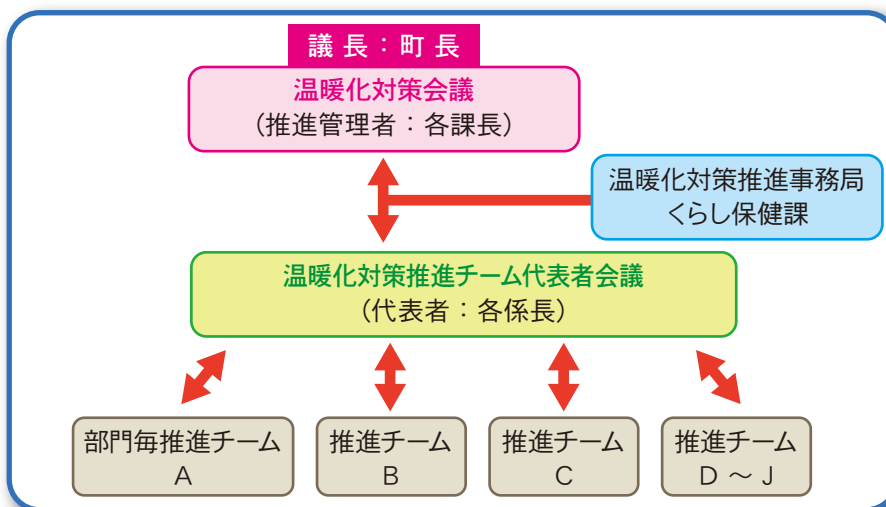 議長：町長
温暖化対策会議
（推進管理者：各課長）
温暖化対策推進事務局
くらし保健課
温暖化対策推進チーム代表者会議
（代表者：各係長）
部門毎推進チーム
A
推進チーム
B
推進チーム
C
推進チーム
D ～ J